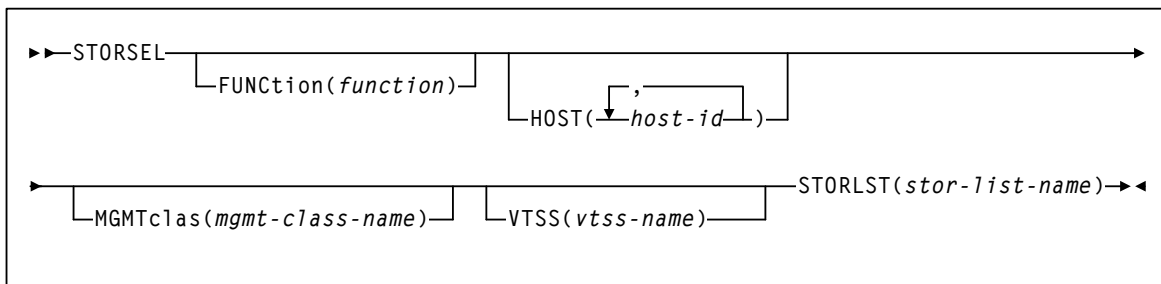 STORSEL
FUNCtion(function)
,
HOST( host-id )
STORLST(stor-list-name)
MGMTclas(mgmt-class-name)
VTSS(vtss-name)